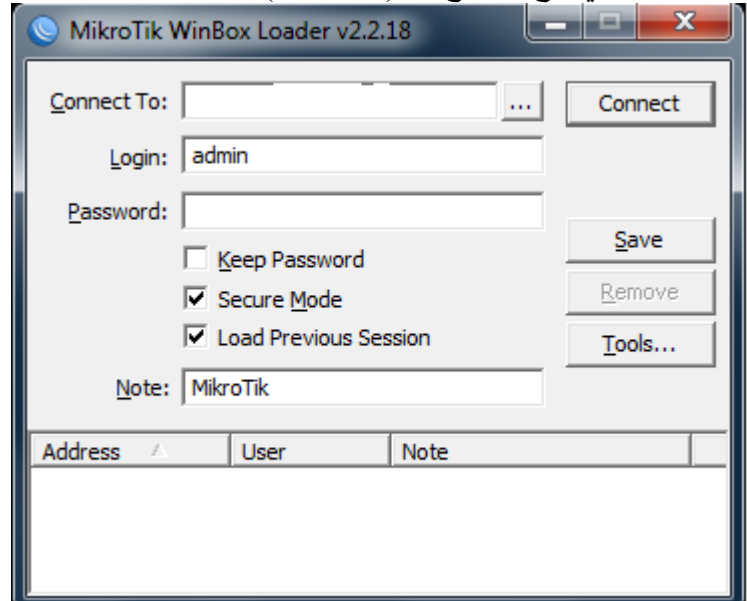 MikroTik WinBox Loader v2.2.18
Connect To: ... Connect
Login: admin
Password:
Keep Password Save
Secure Mode Remove
Load Previous Session Tools...
Note: MikroTik
Address User Note